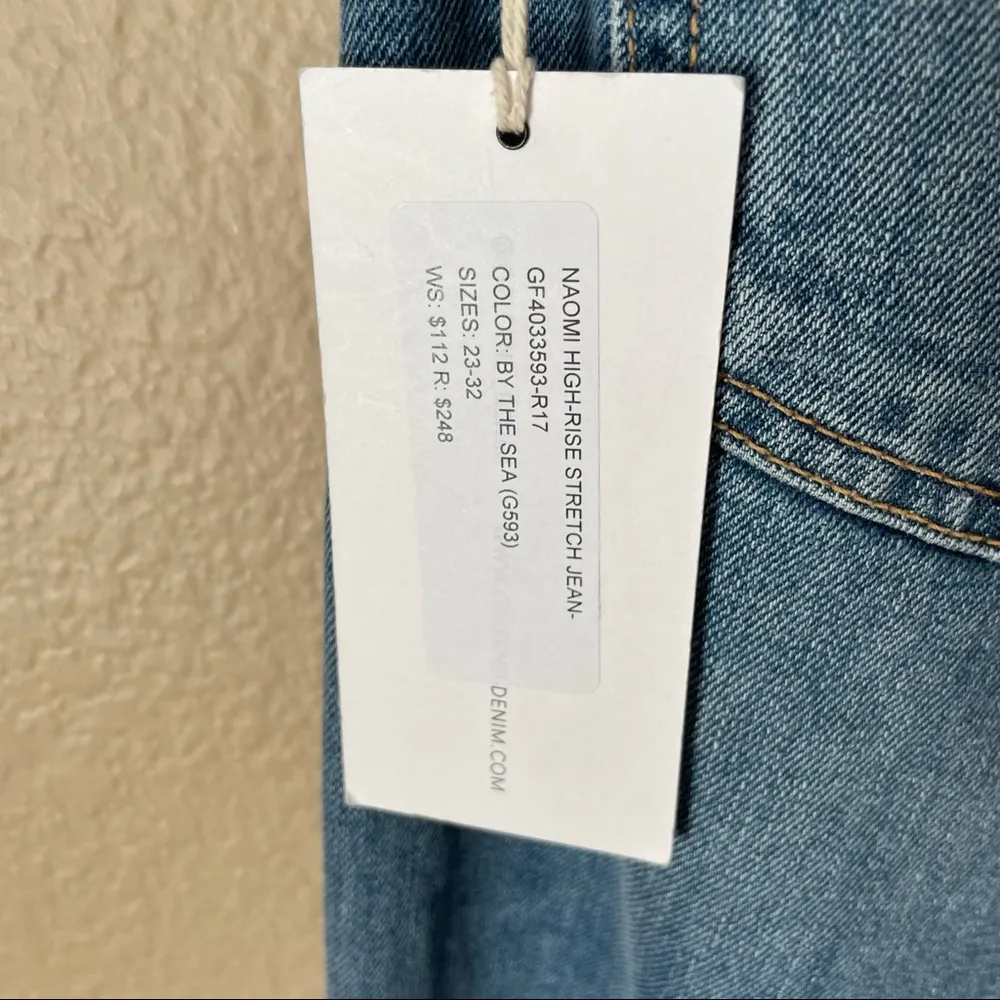 NAOMI HIGH-RISE STRETCH JEAN-
GF4033593-R17
COLOR: BY THE SEA (G593)
SIZES: 23-32
WS: $112 R: $248
DENIM.COM